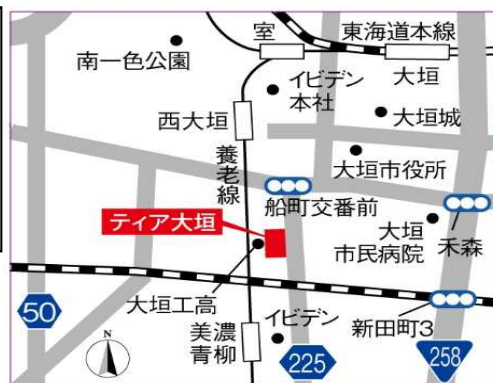 室
東海道本線
南一色公園
大垣
イビデン
本社
西大垣
大垣城
養老線
大垣市役所
船町交番前
ティア大垣
大垣
市民病院
禾森
大垣工高
50
N
美濃
青柳
イビデン
新田町3
225
258